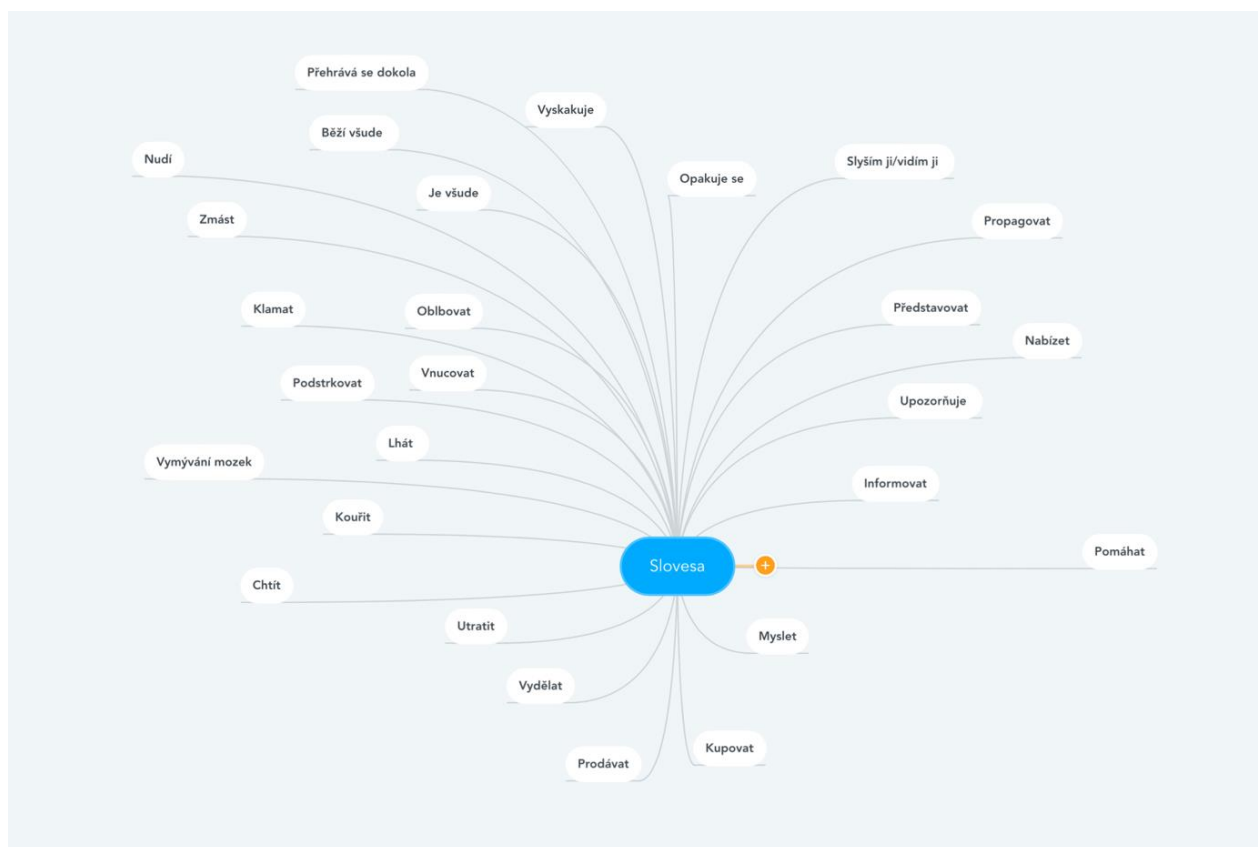 Přehrává se dokola
Vyskakuje
Běží všude
Nudí
Slyším ji/vidím ji
Opakuje se
Je všude
Zmást
Propagovat
Klamat
Oblbovat
Představovat
Nabízet
Podstrkovat
Vnucovat
Upozorňuje
Lhát
Vymývání mozek
Informovat
Kouřit
Pomáhat
Slovesa
+
Chtít
Utratit
Myslet
Vydělat
Prodávat
Kupovat